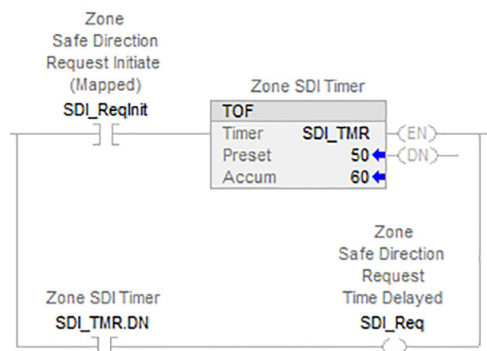 Zone
Safe Direction
Request Initiate
(Mapped)
SDI_ReqInit
Zone SDI Timer
TOF
Timer SDI_TMR
Preset 50
Accum 60
(EN)
(DN)
Zone SDI Timer
SDI_TMR.DN
Zone
Safe Direction
Request
Time Delayed
SDI_Req